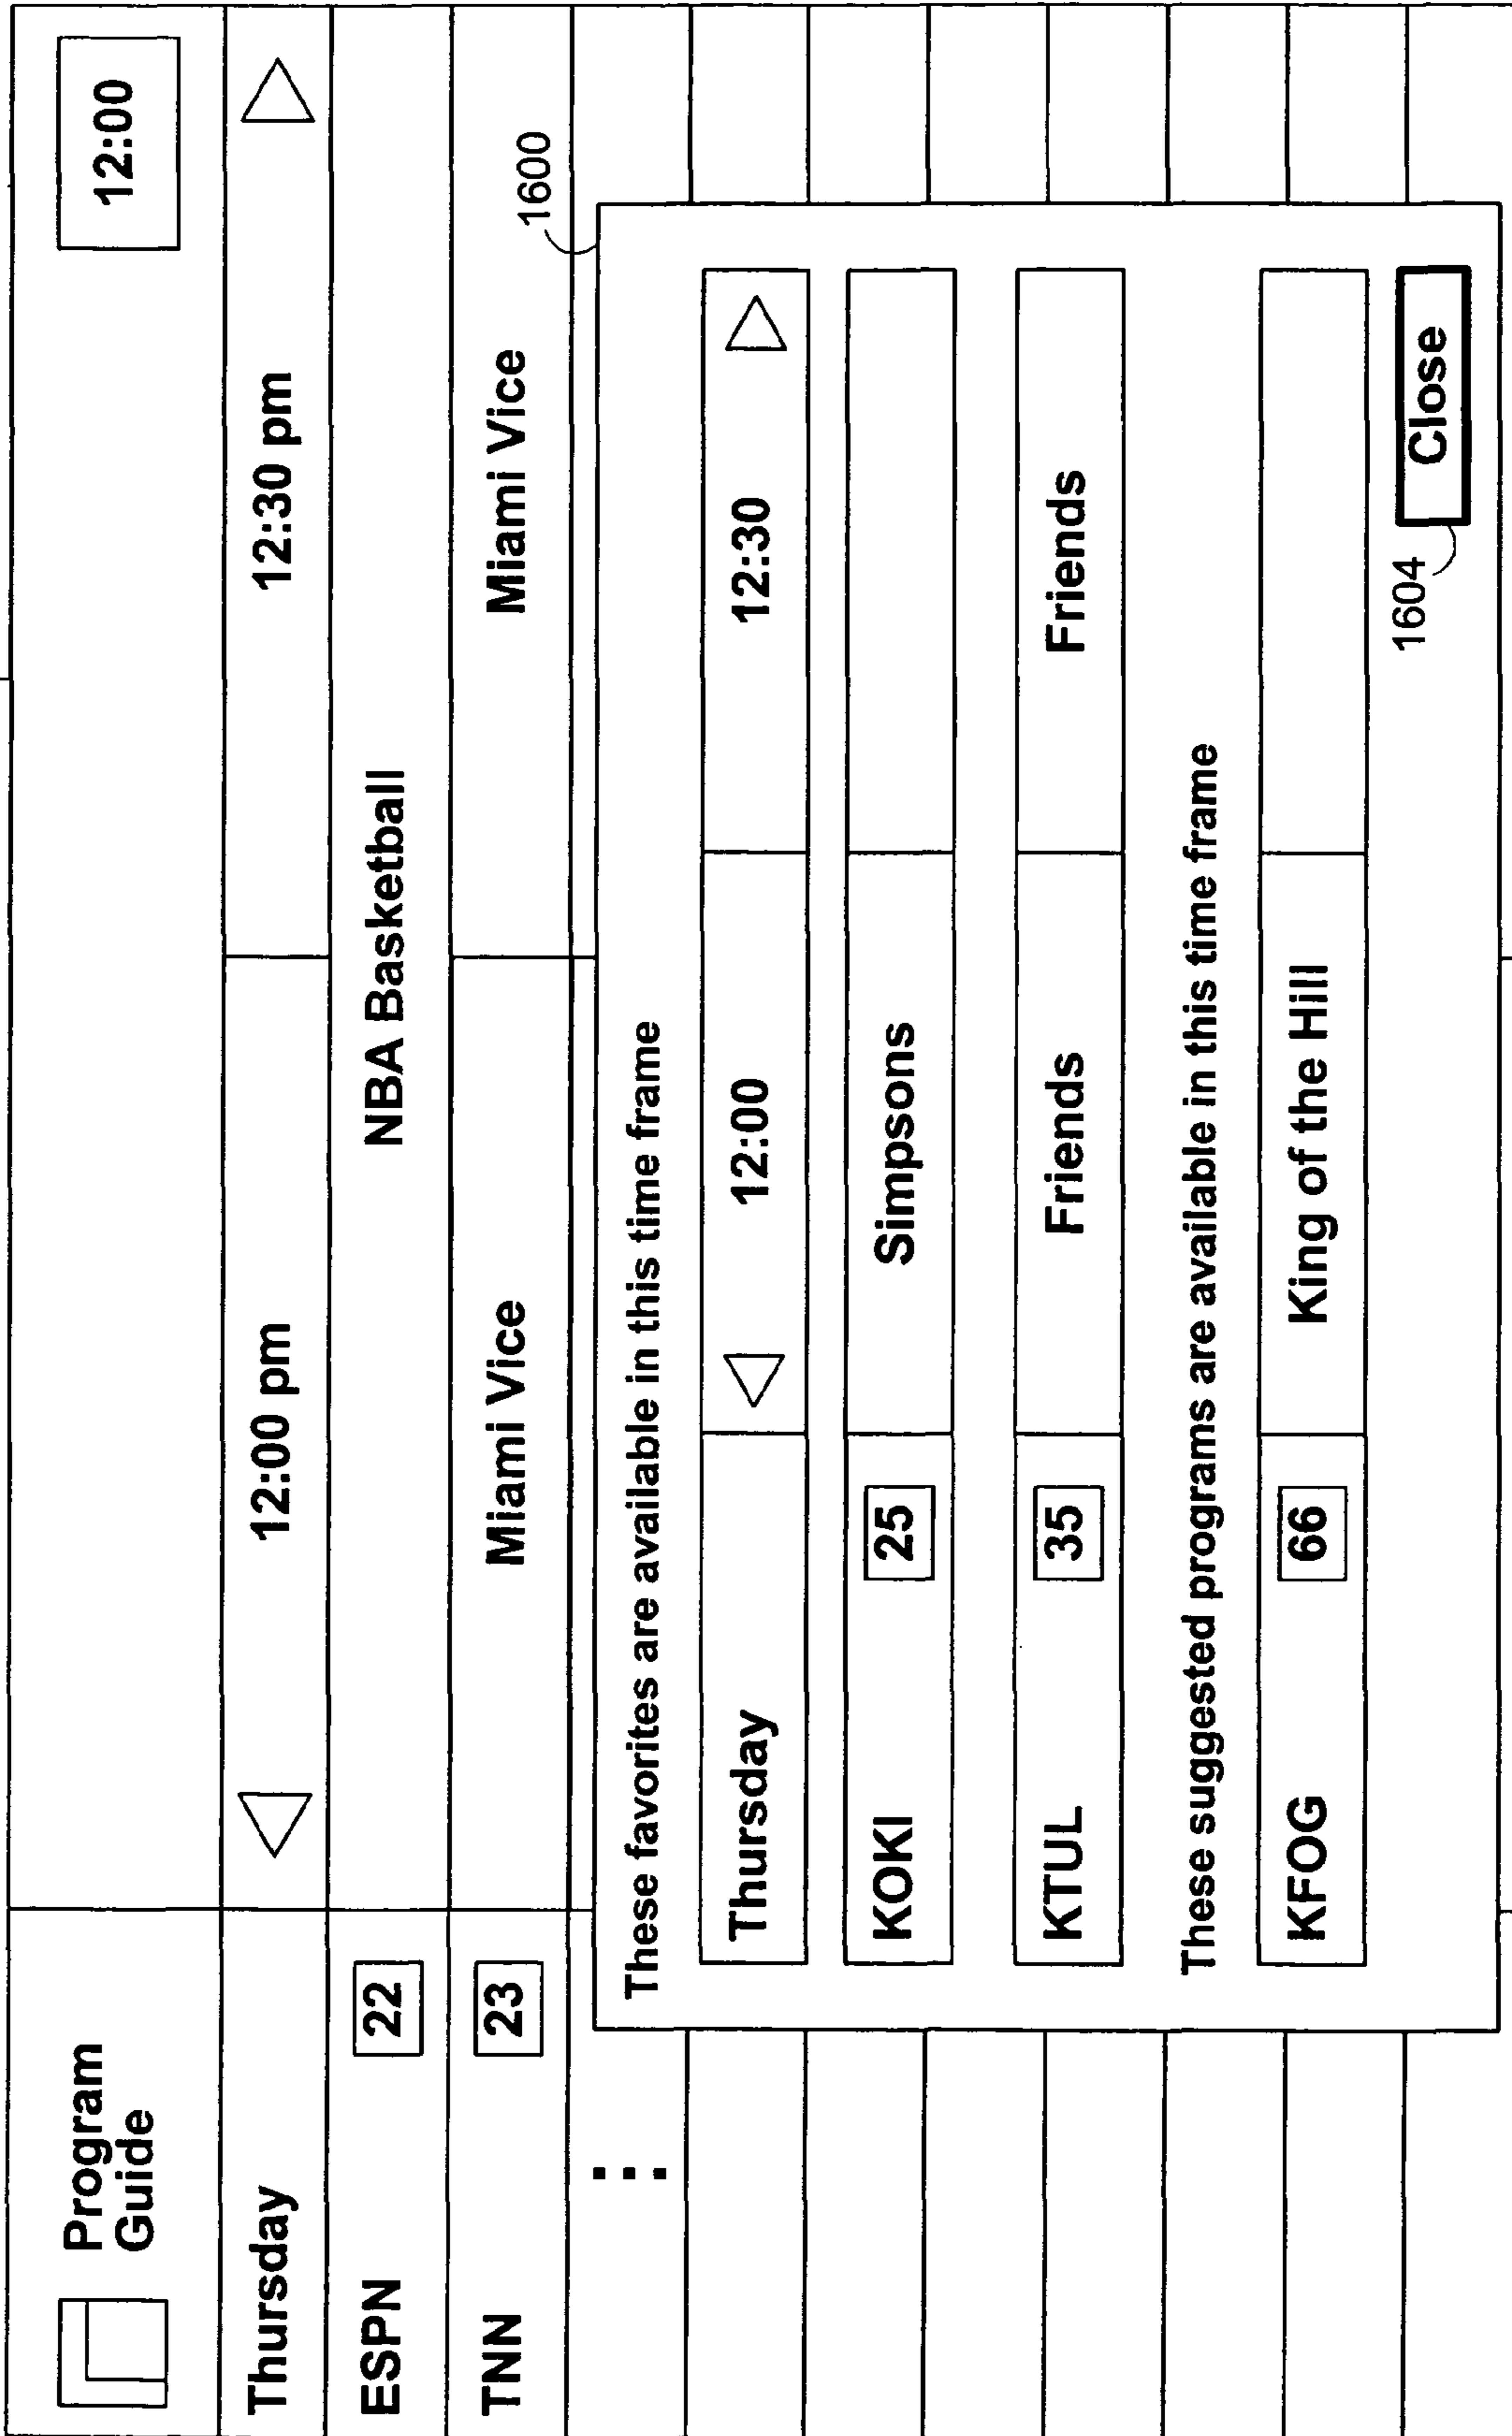 Program
Guide
12:00
Thursday 12:00 pm 12:30 pm
ESPN 22 NBA Basketball
TNN 23 Miami Vice Miami Vice
1600
These favorites are available in this time frame
Thursday 12:00 12:30
KOKI 25 Simpsons
KTUL 35 Friends Friends
These suggested programs are available in this time frame
KFOG 66 King of the Hill
1604 Close